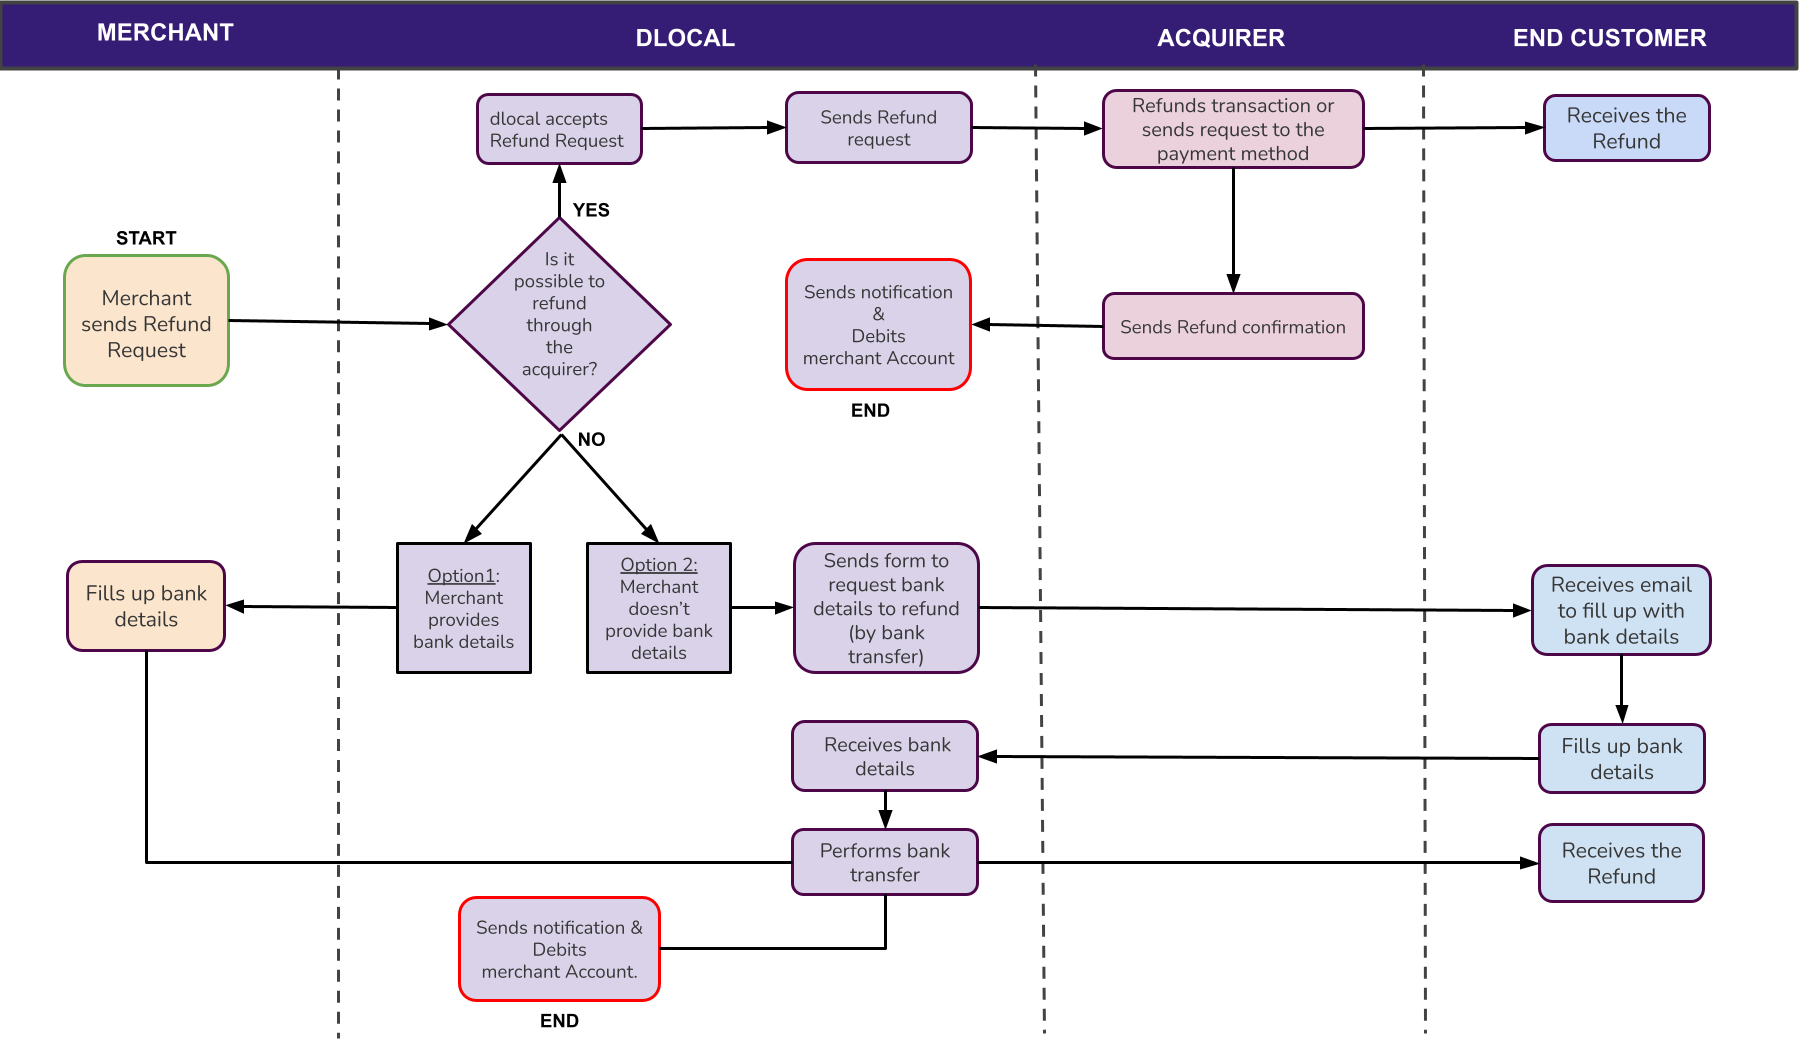 MERCHANT
DLOCAL
ACQUIRER
END CUSTOMER
dlocal accepts
Refund Request
Sends Refund
request
Refunds transaction or
sends request to the
payment method
Receives the
Refund
YES
START
Merchant
sends Refund
Request
Is it
possible to
refund
through
the
acquirer?
Sends notification
&
Debits
merchant Account
END
Sends Refund confirmation
NO
Fills up bank
details
Option1:
Merchant
provides
bank details
Option 2:
Merchant
doesn't
provide bank
details
Sends form to
request bank
details to refund
(by bank
transfer)
Receives email
to fill up with
bank details
Receives bank
details
Fills up bank
details
Performs bank
transfer
Receives the
Refund
Sends notification &
Debits
merchant Account.
END